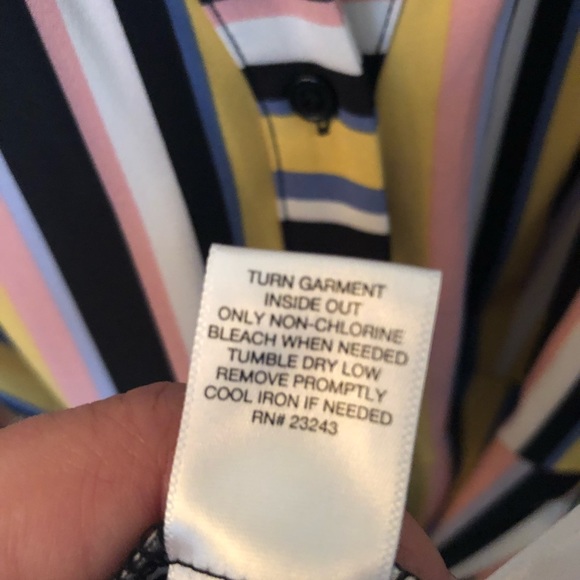 TURN GARMENT
INSIDE OUT
ONLY NON-CHLORINE
BLEACH WHEN NEEDED
TUMBLE DRY LOW
REMOVE PROMPTLY
COOL IRON IF NEEDED
RN# 23243